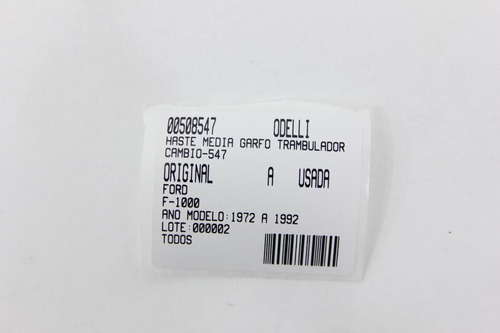 00508547 ODELLI
HASTE MEDIA GARFO TRAMBULADOR
CAMBIO-547
ORIGINAL A USADA
FORD
F-1000
ANO MODELO:1972 A 1992
LOTE:000002
TODOS